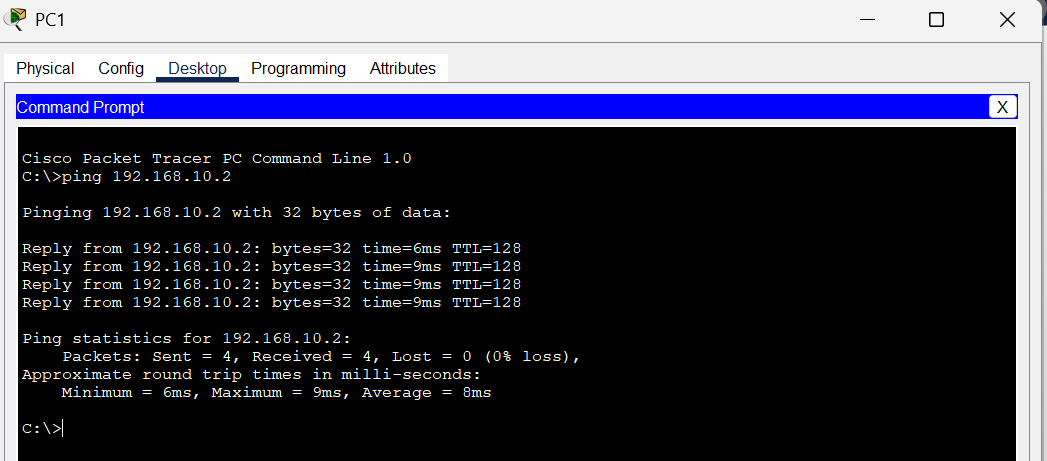 PC1
Physical Config Desktop Programming Attributes
Command Prompt X
Cisco Packet Tracer PC Command Line 1.0
C:\>ping 192.168.10.2
Pinging 192.168.10.2 with 32 bytes of data:
Reply from 192.168.10.2: bytes=32 time=6ms TTL=128
Reply from 192.168.10.2: bytes=32 time=9ms TTL=128
Reply from 192.168.10.2: bytes=32 time=9ms TTL=128
Reply from 192.168.10.2: bytes=32 time=9ms TTL=128
Ping statistics for 192.168.10.2:
    Packets: Sent = 4, Received = 4, Lost = 0 (0% loss),
Approximate round trip times in milli-seconds:
    Minimum = 6ms, Maximum = 9ms, Average = 8ms
C:\>